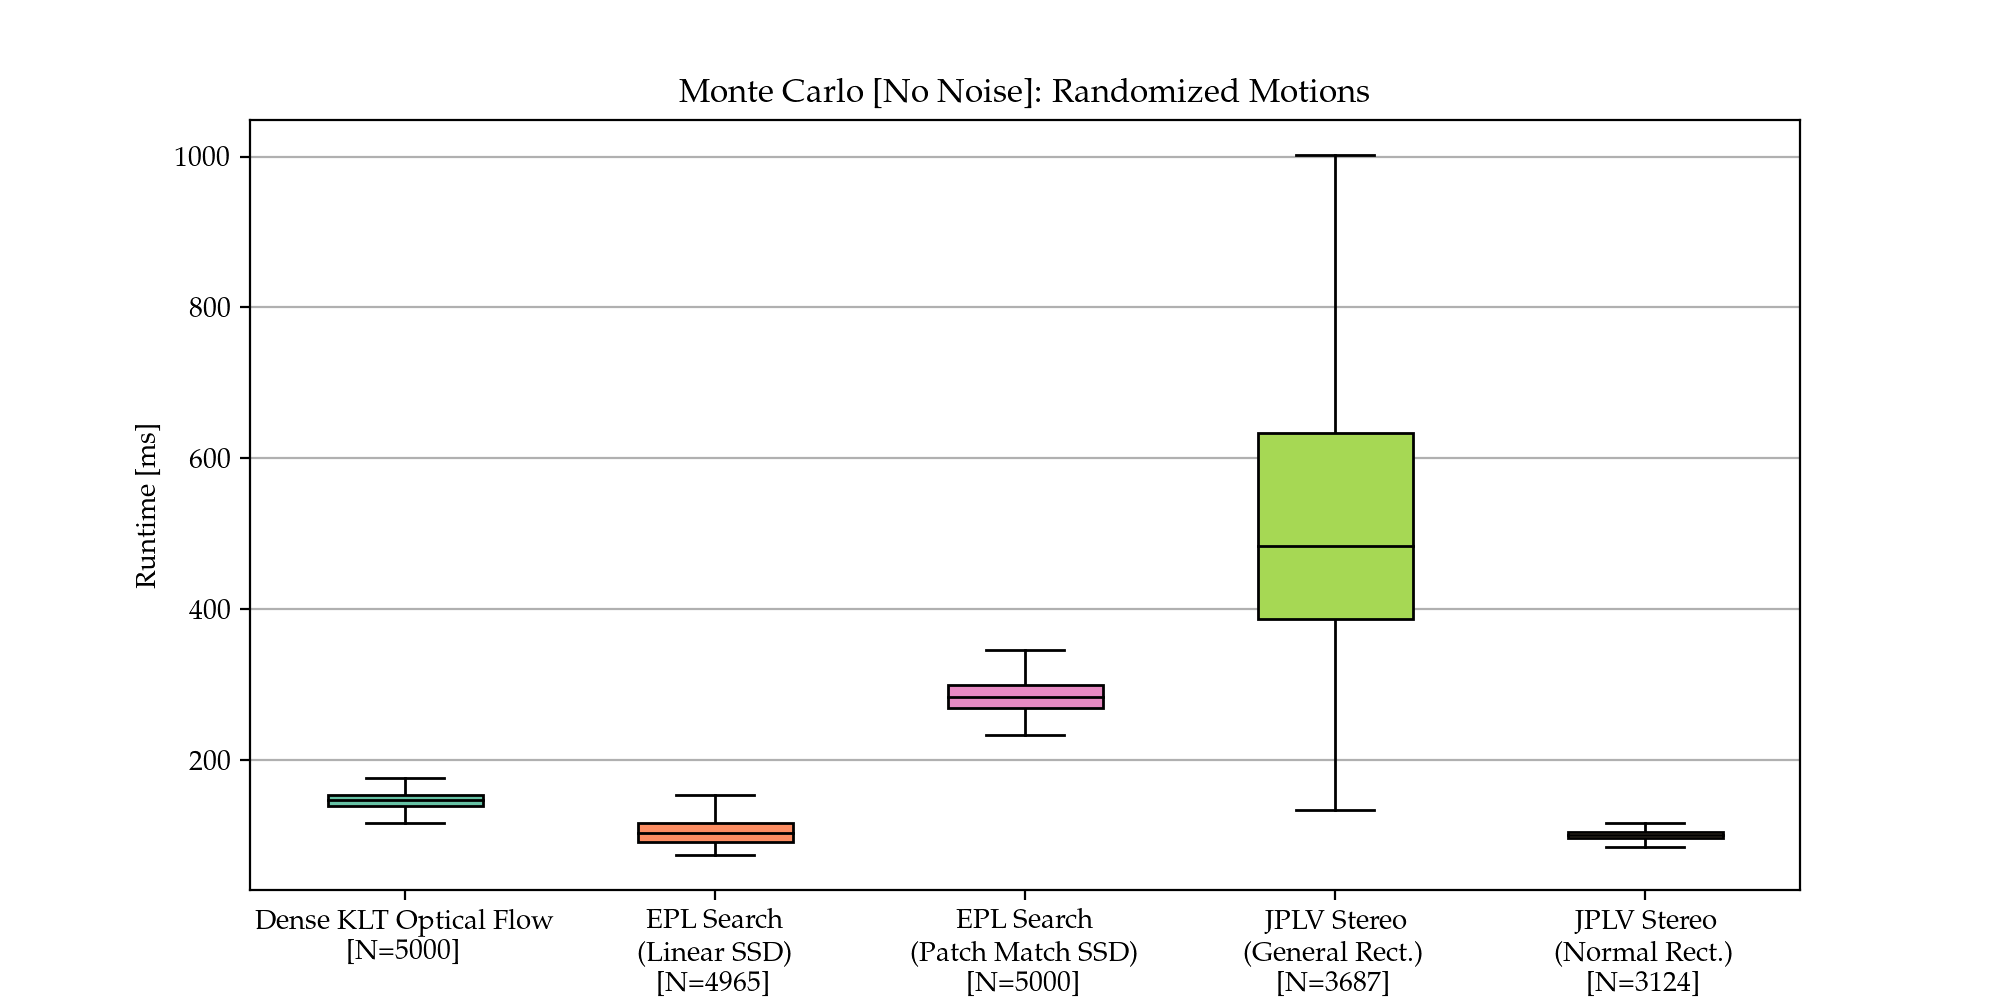 Monte Carlo [No Noise]: Randomized Motions
Runtime [ms]
1000
800
600
400
200
Dense KLT Optical Flow
[N=5000]
EPL Search
(Linear SSD)
[N=4965]
EPL Search
(Patch Match SSD)
[N=5000]
JPLV Stereo
(General Rect.)
[N=3687]
JPLV Stereo
(Normal Rect.)
[N=3124]